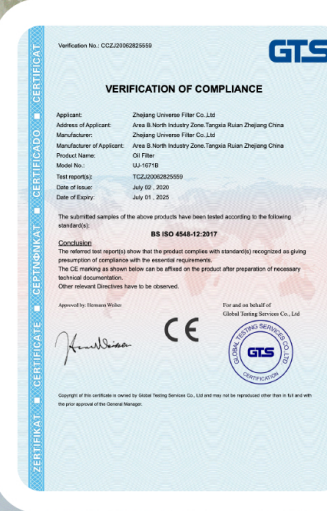 Verification No.: CCZJ20062825559
GTS
VERIFICATION OF COMPLIANCE
Applicant: Zhejiang Universe Filter Co.,Ltd
Address of Applicant: Area B.North Industry Zone.Tangxia Ruian Zhejiang China
Manufacturer: Zhejiang Universe Filter Co.,Ltd
Manufacturer of Applicant: Area B.North Industry Zone.Tangxia Ruian Zhejiang China
Product Name: Oil Filter
Model No.: UJ-1671B
Test report(s): TCZJ20062825559
Date of Issue: July 02 , 2020
Date of Expiry: July 01 , 2025
The submitted samples of the above products have been tested according to the following
standard(s):
BS ISO 4548-12:2017
Conclusion
The referred test report(s) show that the product complies with standard(s) recognized as giving
presumption of compliance with the essential requirements.
The CE marking as shown below can be affixed on the product after preparation of necessary
technical documentation.
Other relevant Directives have to be observed.
Approved by. Hermann Welker
For and on behalf of
Global Testing Services Co., Ltd
CE
GLOBAL TESTING SERVICES CO.,LTD
GTS
CERTIFICATION
Copyright of this certificate is owned by Global Testing Services Co., Ltd and may not be reproduced other than in full and with
the prior approval of the General Manager.
ZERTIFIKAT ■ CERTIFICATE ■ CEPTNФNKAT ■ CERTIFICADO ■ CERTIFICAT